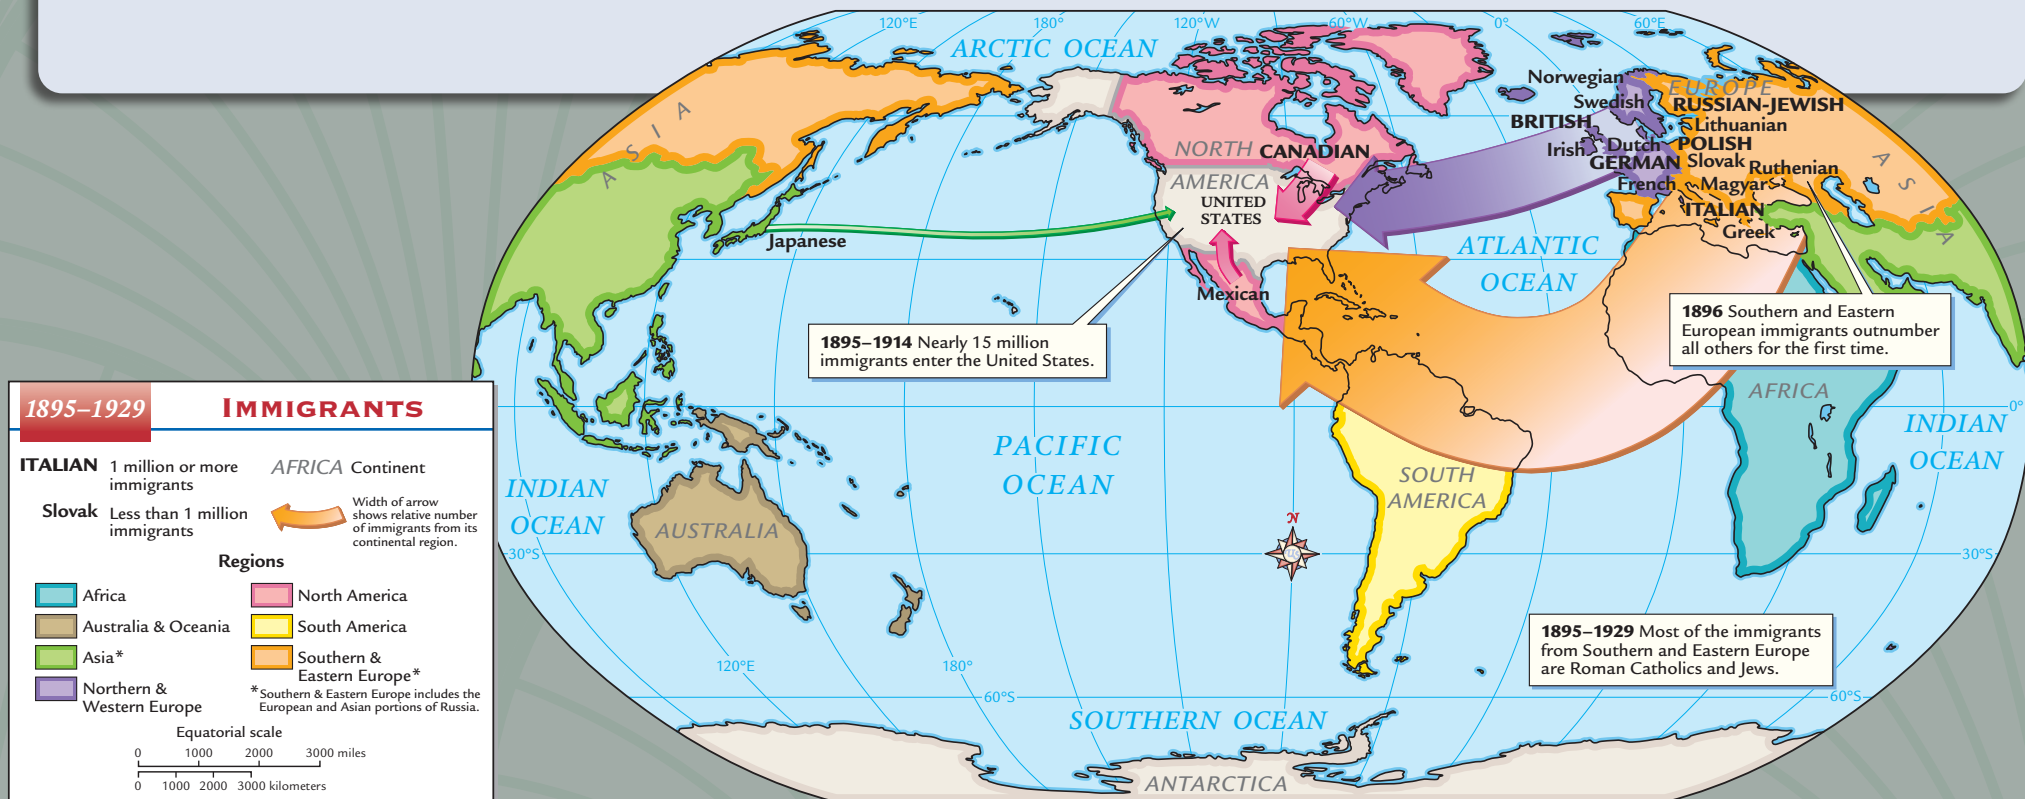 120°E
180°
120°W
60°W
0°
60°E
ARCTIC OCEAN
ASIA
NORTH
AMERICA
CANADIAN
UNITED
STATES
Mexican
Japanese
EUROPE
Norwegian
Swedish
RUSSIAN-JEWISH
BRITISH
Lithuanian
Irish
Dutch
POLISH
GERMAN
Slovak
Ruthenian
French
Magyar
ITALIAN
Greek
ASIA
ATLANTIC
OCEAN
1896 Southern and Eastern
European immigrants outnumber
all others for the first time.
1895–1914 Nearly 15 million
immigrants enter the United States.
AFRICA
0°
INDIAN
OCEAN
PACIFIC
OCEAN
SOUTH
AMERICA
INDIAN
OCEAN
AUSTRALIA
N
30°S
30°S
1895–1929 Most of the immigrants
from Southern and Eastern Europe
are Roman Catholics and Jews.
120°E
180°
60°S
60°S
SOUTHERN OCEAN
ANTARCTICA
1895–1929
IMMIGRANTS
ITALIAN 1 million or more
immigrants
Slovak Less than 1 million
immigrants
AFRICA Continent
Width of arrow
shows relative number
of immigrants from its
continental region.
Regions
Africa
Australia & Oceania
Asia*
Northern &
Western Europe
North America
South America
Southern &
Eastern Europe*
*Southern & Eastern Europe includes the
European and Asian portions of Russia.
Equatorial scale
0 1000 2000 3000 miles
0 1000 2000 3000 kilometers